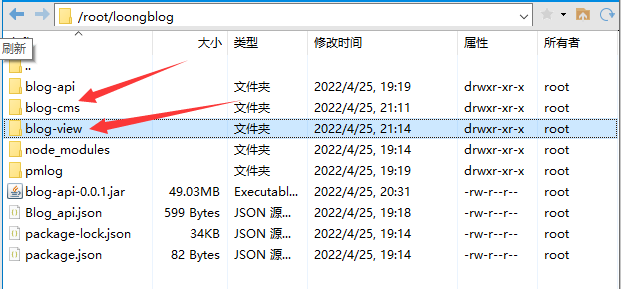 /root/loongblog
大小 类型 修改时间 属性 所有者
刷新
..
blog-api 文件夹 2022/4/25, 19:19 drwxr-xr-x root
blog-cms 文件夹 2022/4/25, 21:11 drwxr-xr-x root
blog-view 文件夹 2022/4/25, 21:14 drwxr-xr-x root
node_modules 文件夹 2022/4/25, 19:14 drwxr-xr-x root
pmlog 文件夹 2022/4/25, 19:19 drwxr-xr-x root
blog-api-0.0.1.jar 49.03MB Executabl... 2022/4/25, 20:31 -rw-r--r-- root
Blog_api.json 599 Bytes JSON 源... 2022/4/25, 19:18 -rw-r--r-- root
package-lock.json 34KB JSON 源... 2022/4/25, 19:14 -rw-r--r-- root
package.json 82 Bytes JSON 源... 2022/4/25, 19:14 -rw-r--r-- root